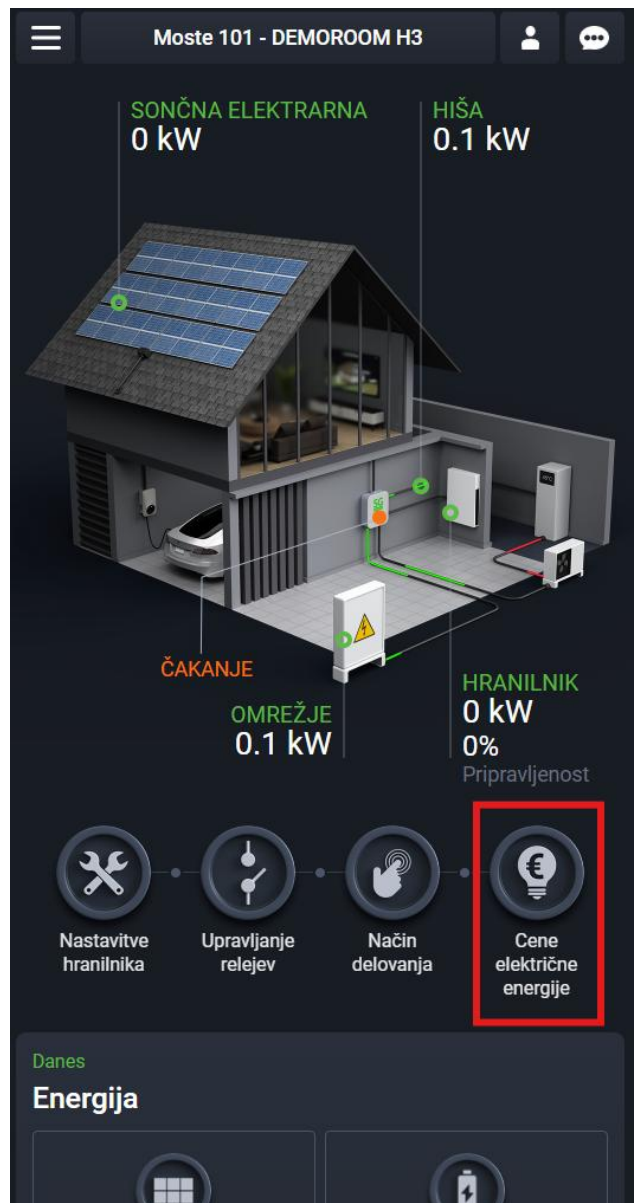 Moste 101 - DEMOROOM H3
SONČNA ELEKTRARNA
0 kW
HIŠA
0.1 kW
ČAKANJE
OMREŽJE
0.1 kW
HRANILNIK
0 kW
0%
Pripravljenost
Nastavitve
hranilnika
Upravljanje
relejev
Način
delovanja
Cene
električne
energije
Danes
Energija